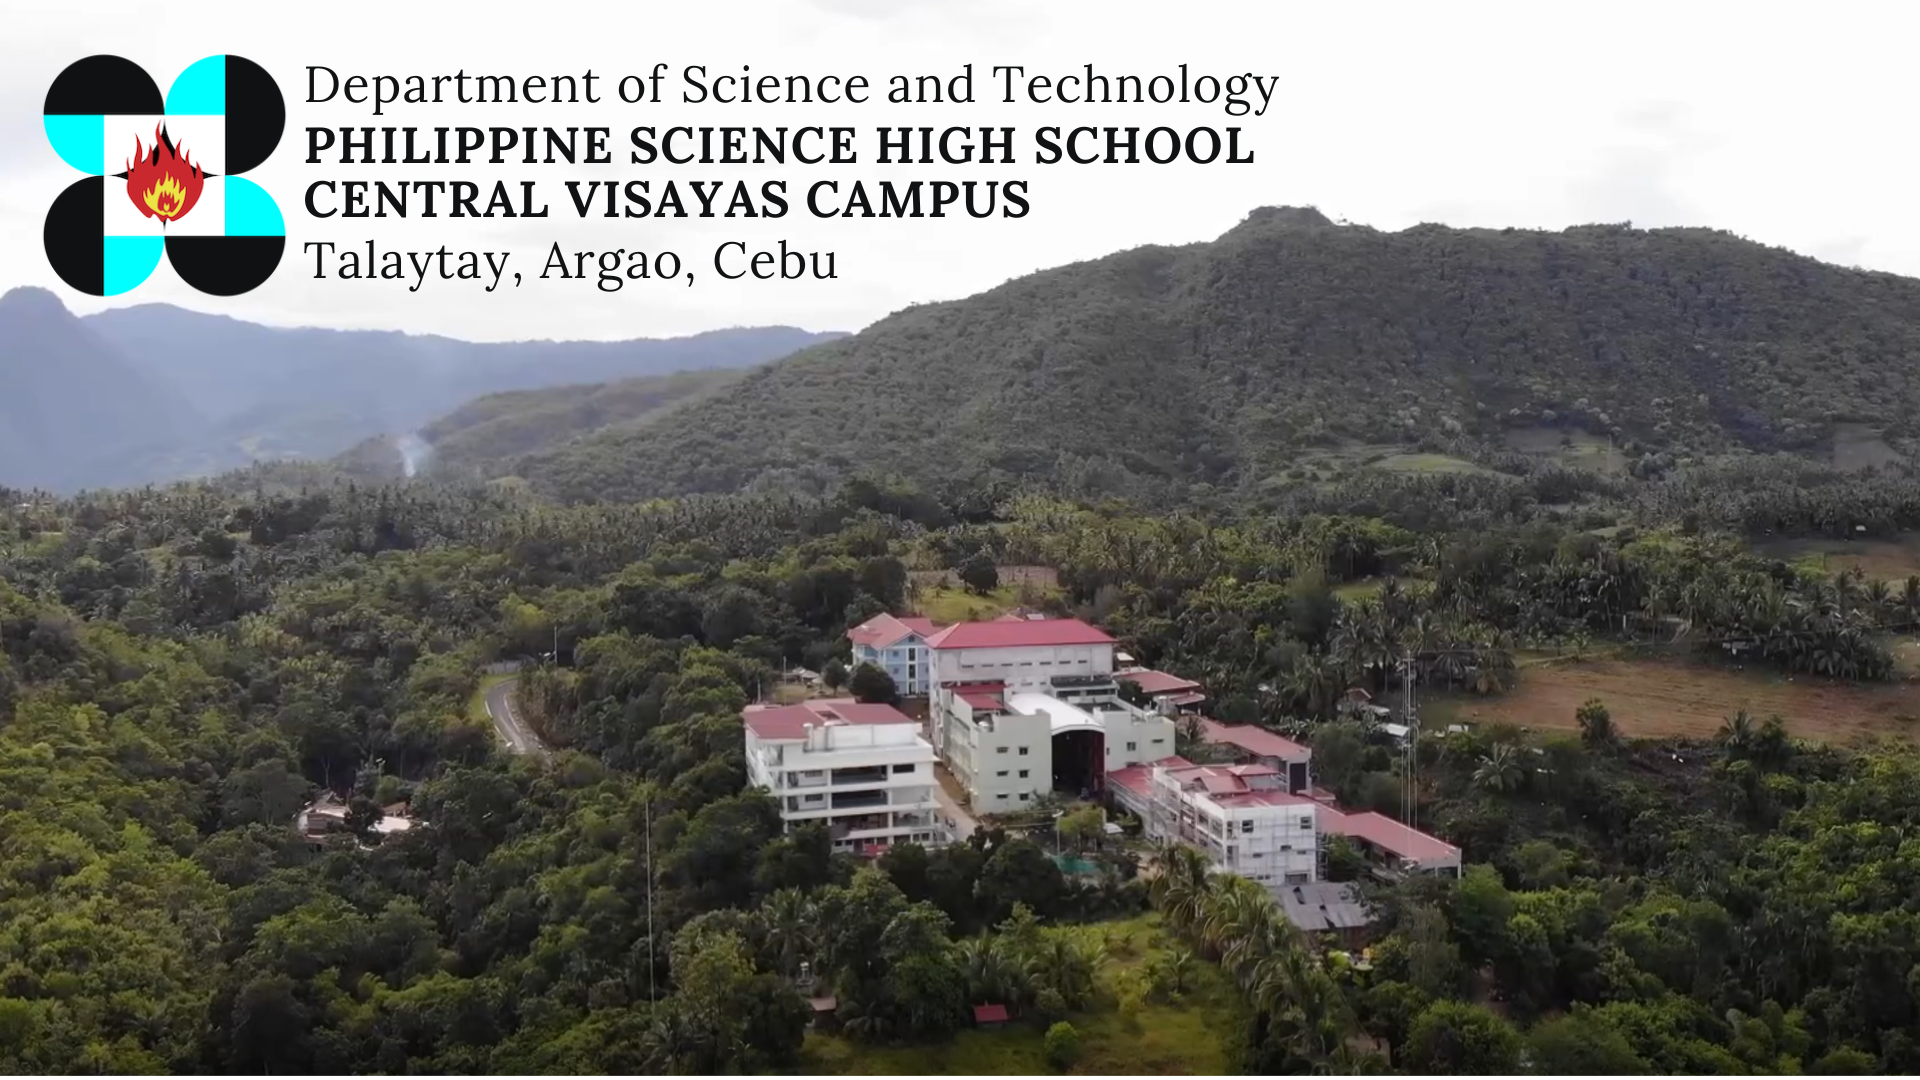 Department of Science and Technology
PHILIPPINE SCIENCE HIGH SCHOOL
CENTRAL VISAYAS CAMPUS
Talaytay, Argao, Cebu